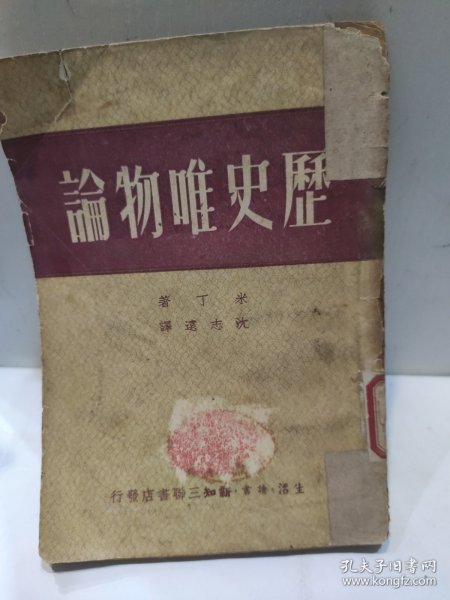 歷史唯物論
米丁著
沈志遠譯
生活·讀書·新知三聯書店發行
孔夫子旧书网
www.kongfz.com